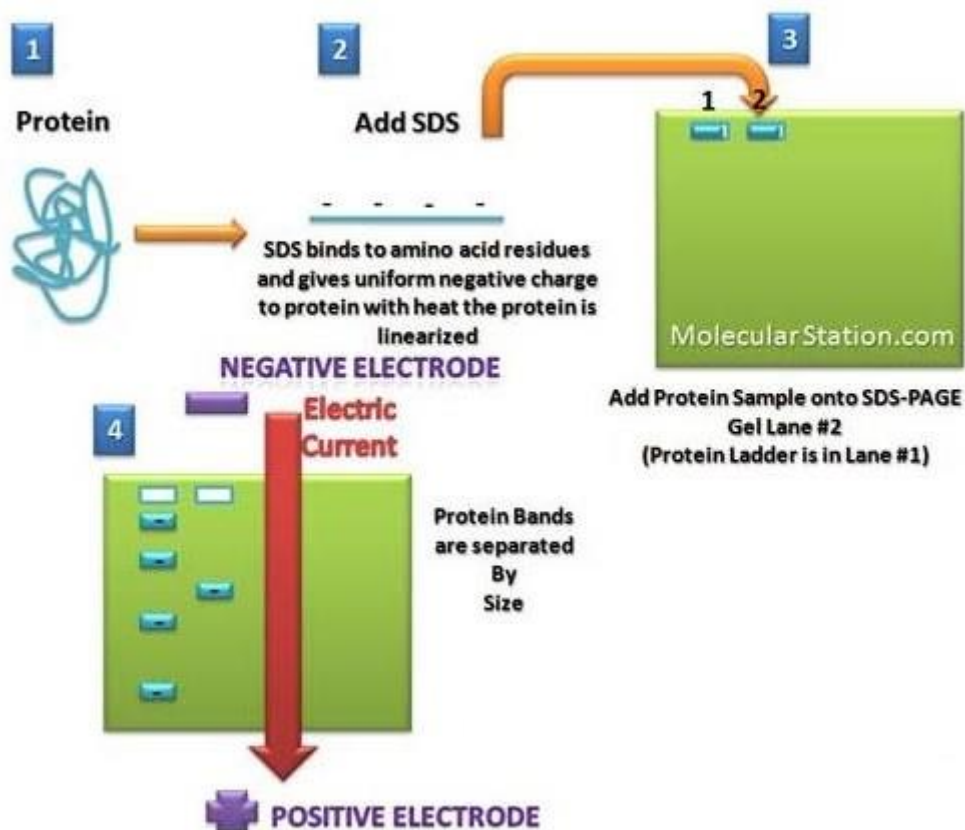 1
Protein
2
Add SDS
- - - -
SDS binds to amino acid residues
and gives uniform negative charge
to protein with heat the protein is
linearized
3
1 2
MolecularStation.com
Add Protein Sample onto SDS-PAGE
Gel Lane #2
(Protein Ladder is in Lane #1)
4
NEGATIVE ELECTRODE
Electric
Current
Protein Bands
are separated
By
Size
POSITIVE ELECTRODE